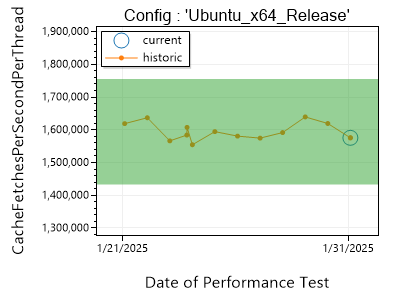 Config : 'Ubuntu_x64_Release'
current
historic
CacheFetchesPerSecondPerThread
1,900,000
1,800,000
1,700,000
1,600,000
1,500,000
1,400,000
1,300,000
1/21/2025
1/31/2025
Date of Performance Test